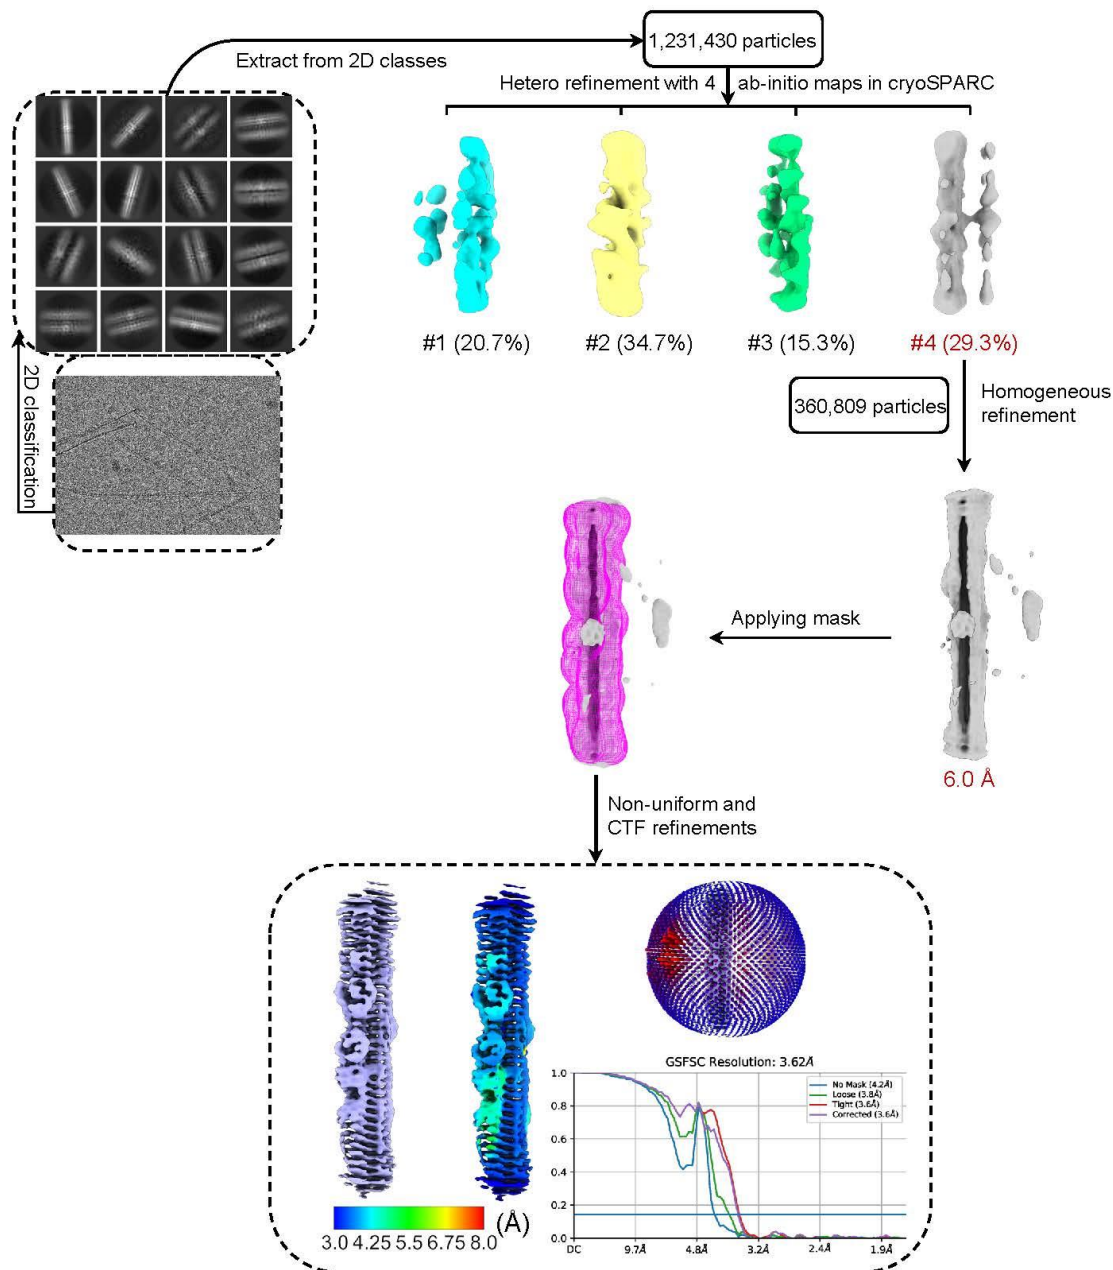 1,231,430 particles
Extract from 2D classes
Hetero refinement with 4 ab-initio maps in cryoSPARC
#1 (20.7%) #2 (34.7%) #3 (15.3%) #4 (29.3%)
2D classification
360,809 particles
Homogeneous
refinement
Applying mask
6.0 Å
Non-uniform and
CTF refinements
GSFSC Resolution: 3.62Å
1.0
0.8
0.6
0.4
0.2
0.0
No Mask (4.2Å)
Loose (3.8Å)
Tight (3.6Å)
Corrected (3.6Å)
DC 9.7Å 4.8Å 3.2Å 2.4Å 1.9Å
(Å)
3.0 4.25 5.5 6.75 8.0